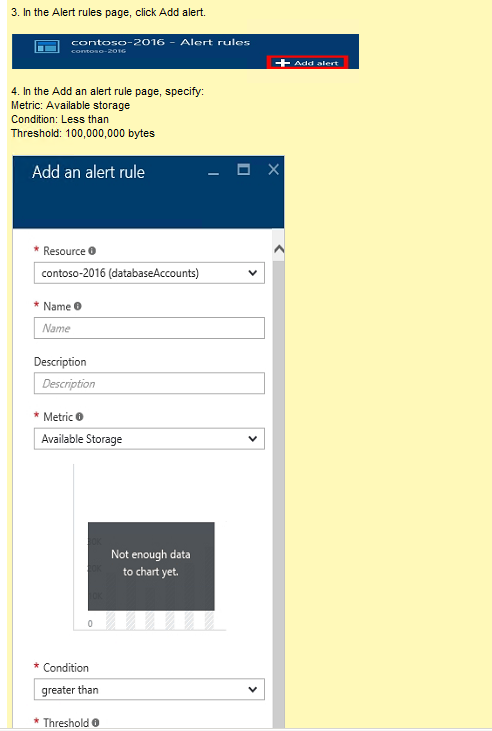 3. In the Alert rules page, click Add alert.
contoso-2016 - Alert rules
contoso-2016
Add alert
4. In the Add an alert rule page, specify:
Metric: Available storage
Condition: Less than
Threshold: 100,000,000 bytes
Add an alert rule
* Resource
contoso-2016 (databaseAccounts)
* Name
Name
Description
Description
* Metric
Available Storage
Not enough data
to chart yet.
0
* Condition
greater than
* Threshold